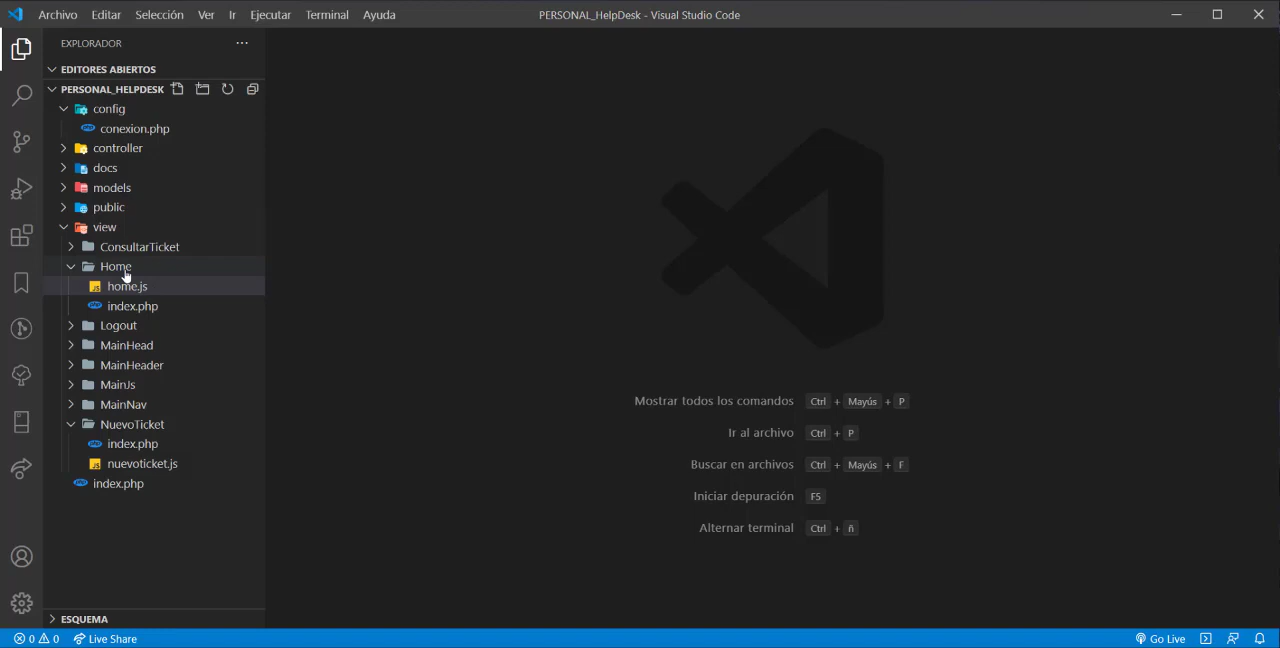 Archivo Editar Selección Ver Ir Ejecutar Terminal Ayuda PERSONAL_HelpDesk - Visual Studio Code
EXPLORADOR
EDITORES ABIERTOS
PERSONAL_HELPDESK
config
conexion.php
controller
docs
models
public
view
ConsultarTicket
Home
home.js
index.php
Logout
MainHead
MainHeader
MainJs
MainNav
NuevoTicket
index.php
nuevoticket.js
index.php
Mostrar todos los comandos Ctrl + Mayús + P
Ir al archivo Ctrl + P
Buscar en archivos Ctrl + Mayús + F
Iniciar depuración F5
Alternar terminal Ctrl + ñ
ESQUEMA
0 0 Live Share Go Live